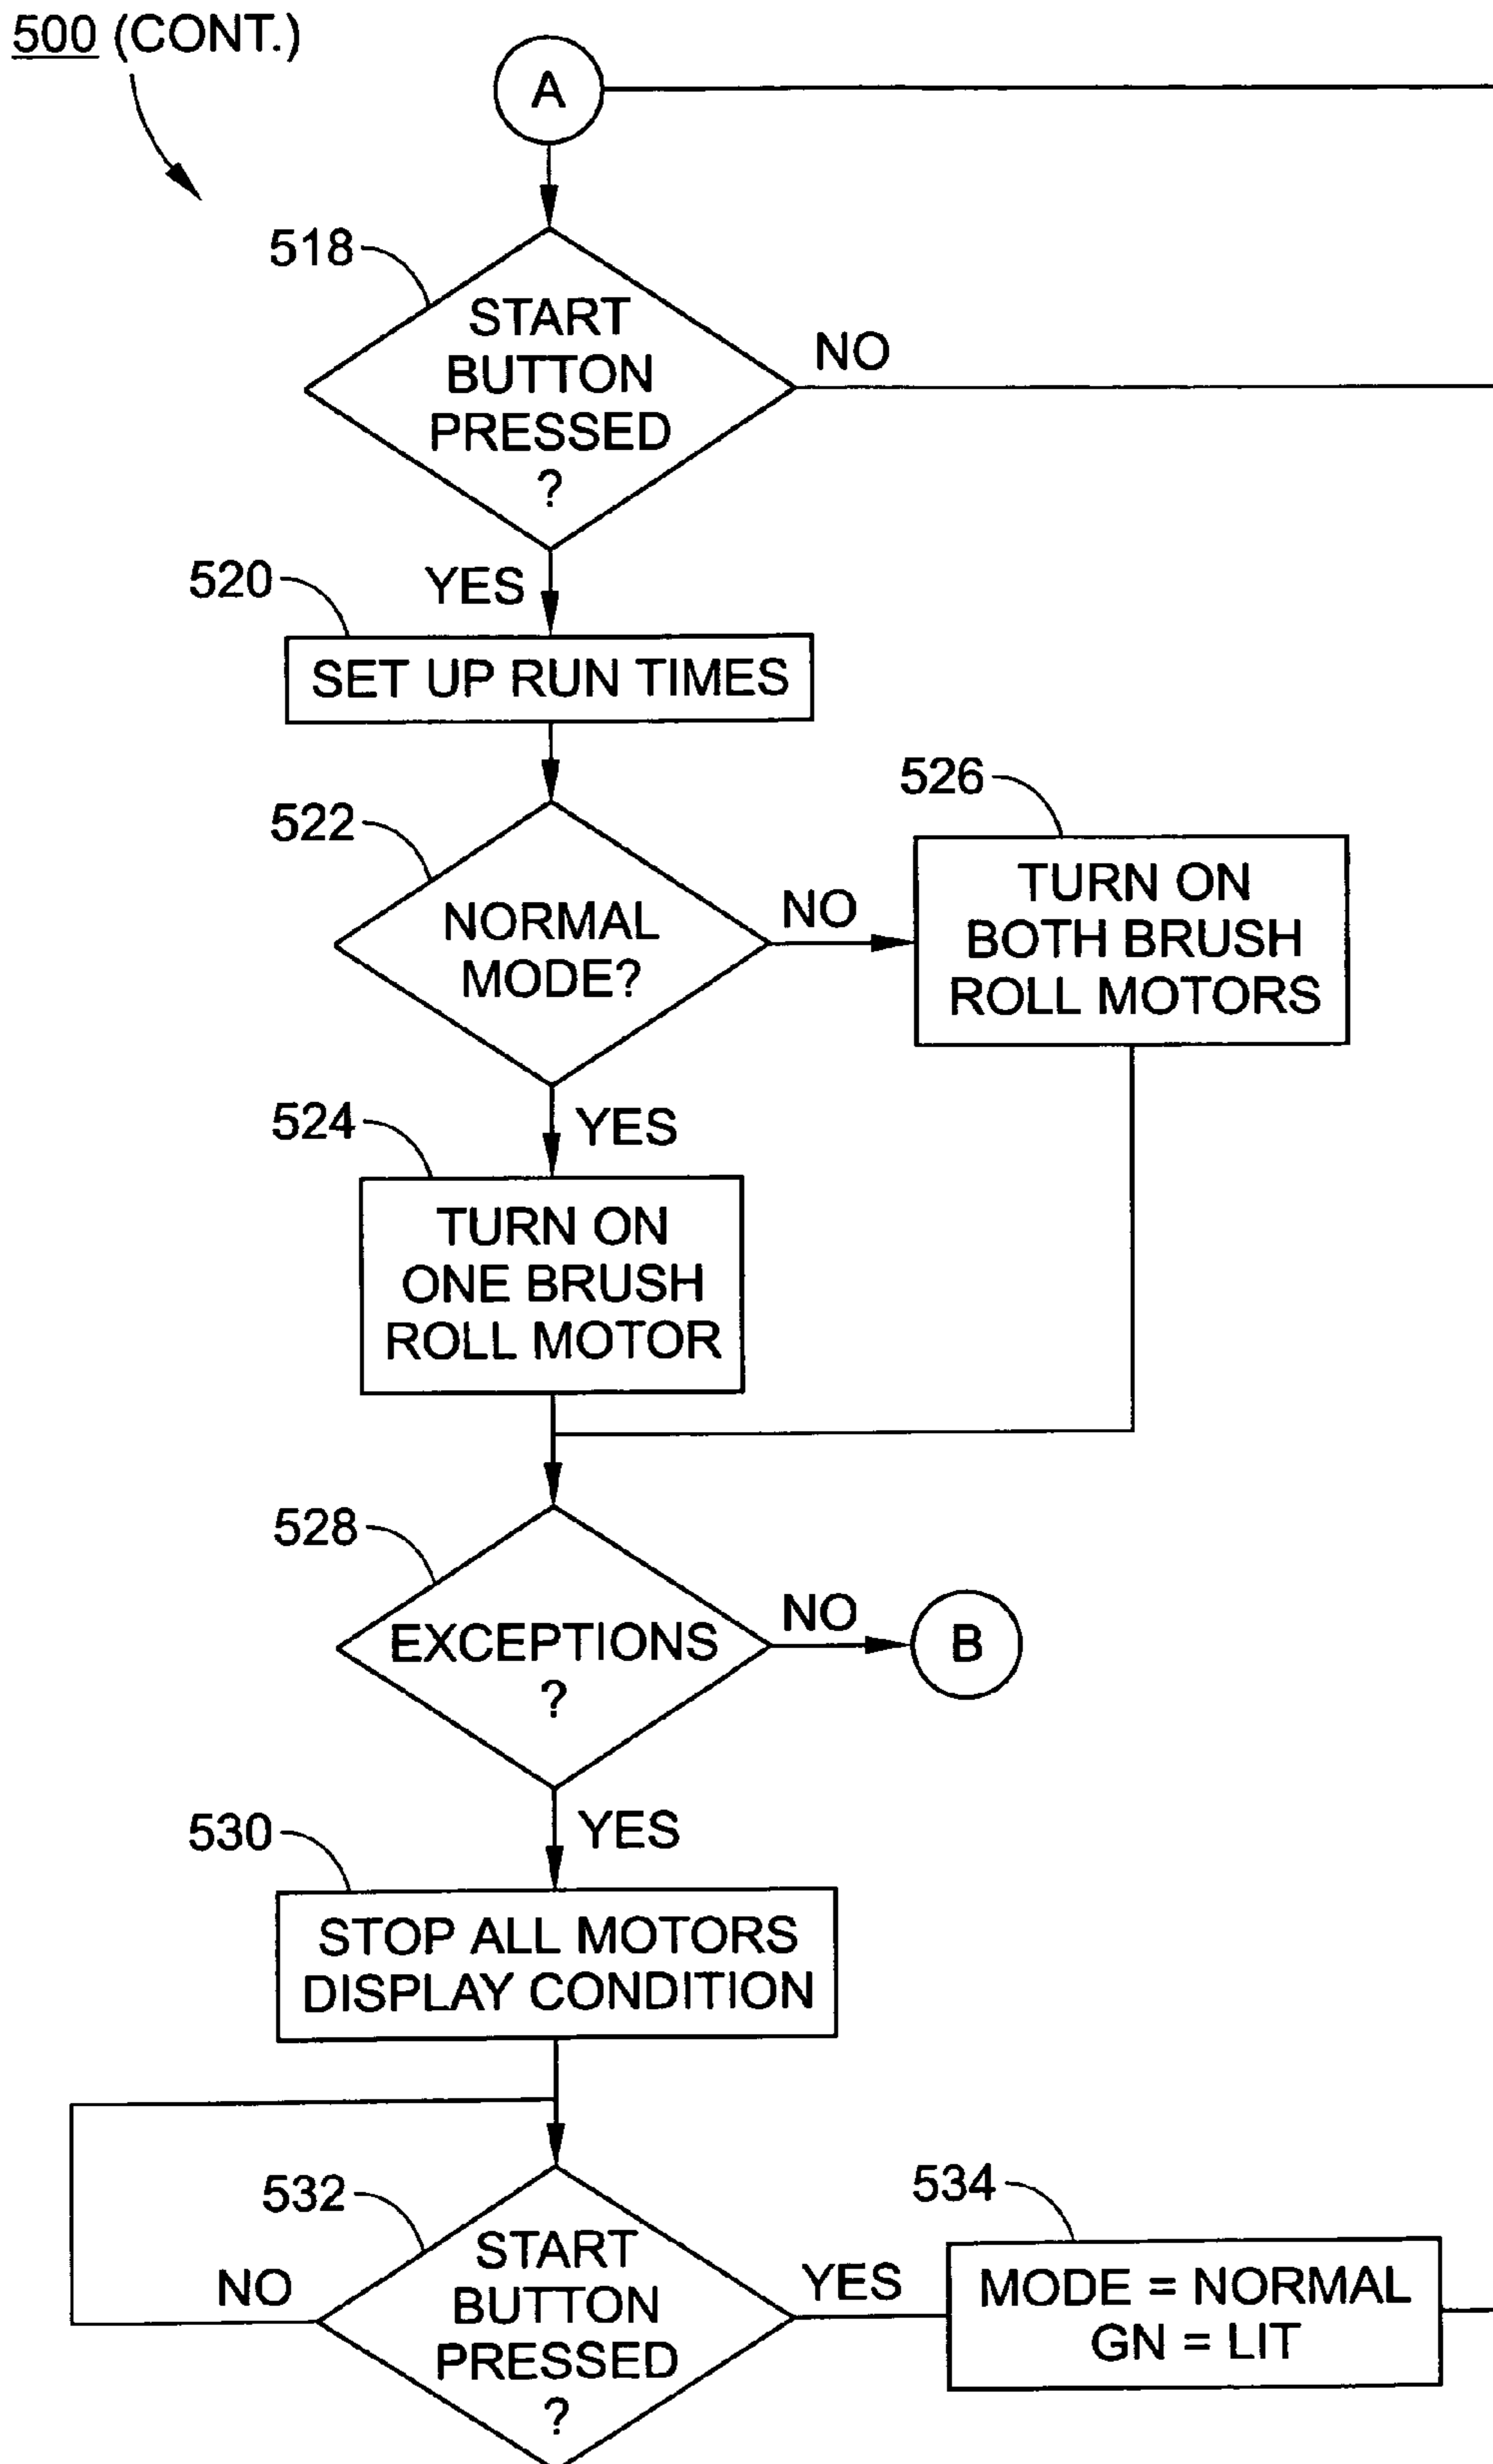 500 (CONT.)
A
518
START
BUTTON
PRESSED
?
NO
YES
520
SET UP RUN TIMES
522
NORMAL
MODE?
NO
526
TURN ON
BOTH BRUSH
ROLL MOTORS
YES
524
TURN ON
ONE BRUSH
ROLL MOTOR
528
EXCEPTIONS
?
NO
B
YES
530
STOP ALL MOTORS
DISPLAY CONDITION
532
START
BUTTON
PRESSED
?
NO
YES
534
MODE = NORMAL
GN = LIT